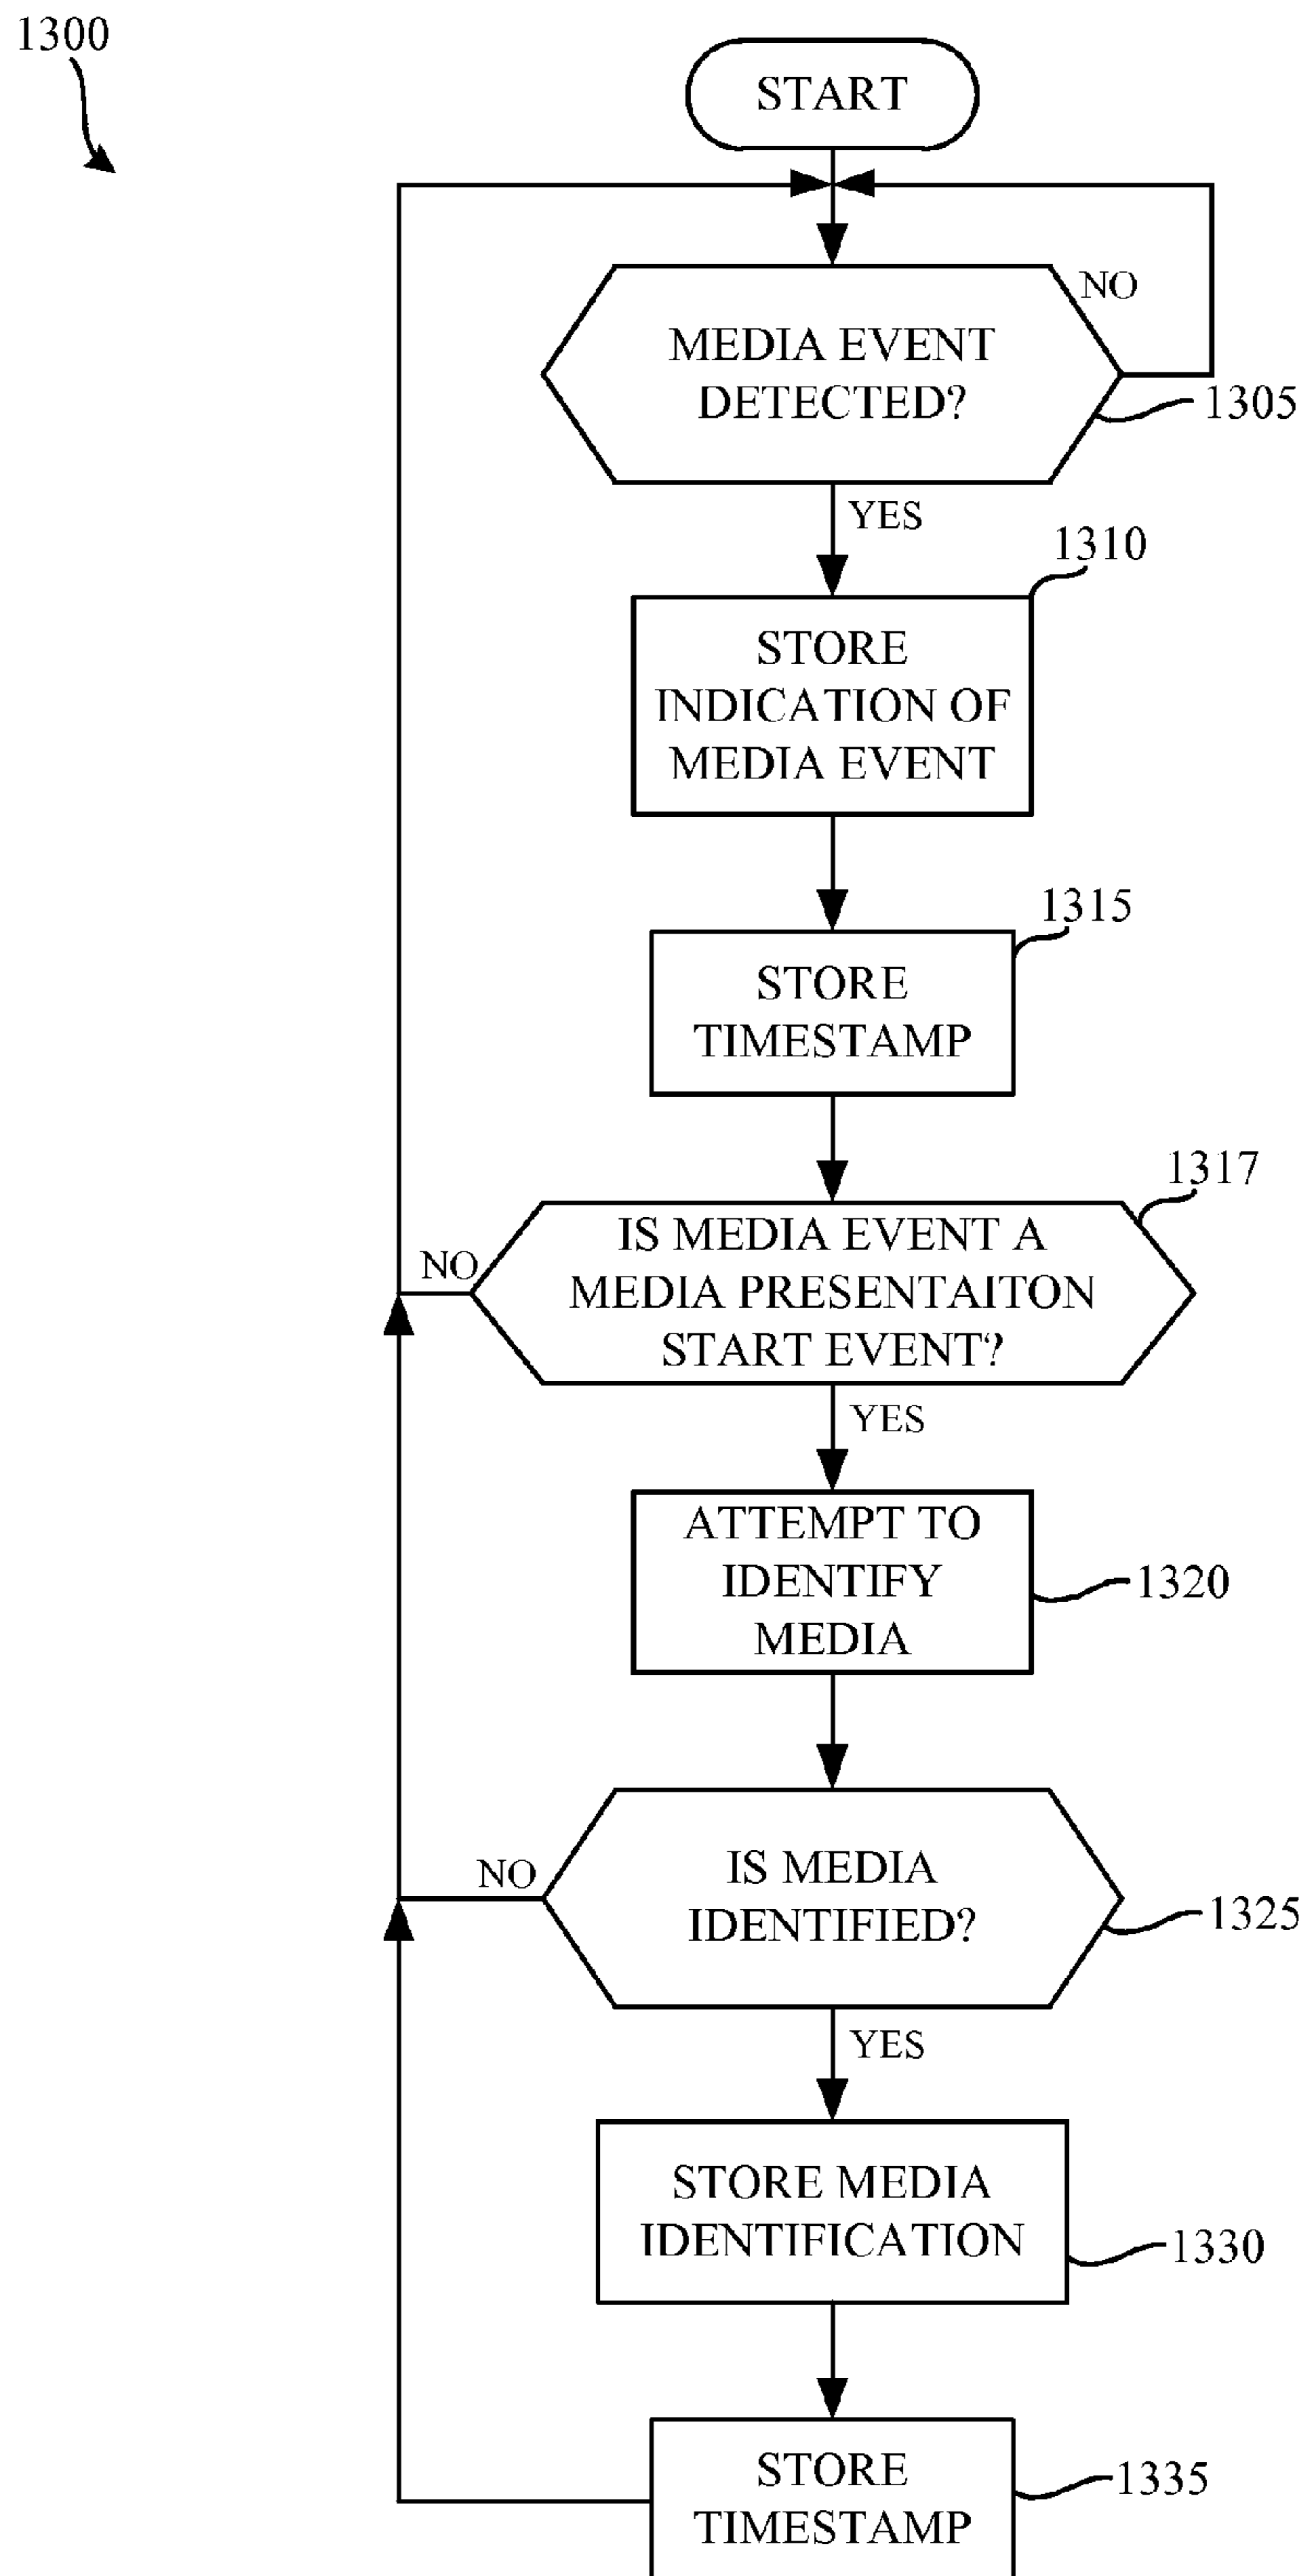 1300
START
NO
MEDIA EVENT
DETECTED?
1305
YES
1310
STORE
INDICATION OF
MEDIA EVENT
1315
STORE
TIMESTAMP
1317
IS MEDIA EVENT A
NO
MEDIA PRESENTAITON
START EVENT?
YES
ATTEMPT TO
IDENTIFY
MEDIA
1320
NO
IS MEDIA
IDENTIFIED?
1325
YES
STORE MEDIA
IDENTIFICATION
1330
STORE
TIMESTAMP
1335